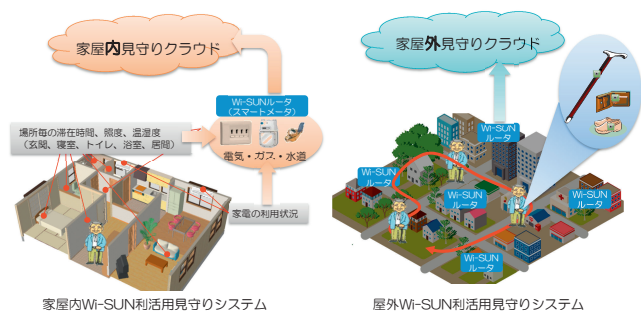 家屋内見守りクラウド
Wi-SUNルータ
（スマートメータ）
場所毎の滞在時間、照度、温湿度
（玄関、寝室、トイレ、浴室、居間）
電気・ガス・水道
家電の利用状況
家屋内Wi-SUN利活用見守りシステム
家屋外見守りクラウド
Wi-SUN
ルータ
Wi-SUN
ルータ
Wi-SUN
ルータ
Wi-SUN
ルータ
Wi-SUN
ルータ
屋外Wi-SUN利活用見守りシステム